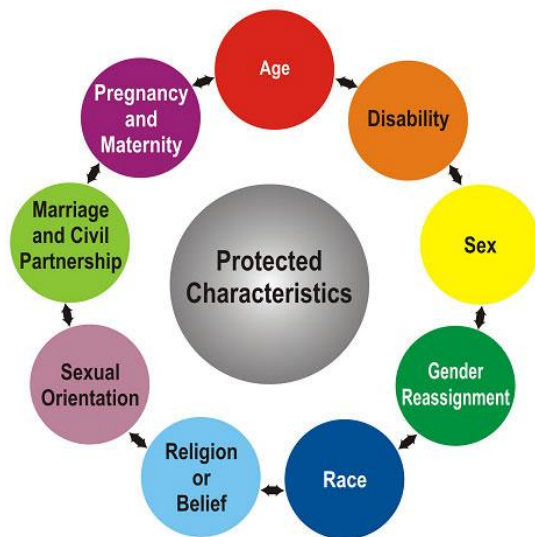 Age
Disability
Sex
Gender
Reassignment
Race
Religion
or
Belief
Sexual
Orientation
Marriage
and Civil
Partnership
Pregnancy
and
Maternity
Protected
Characteristics